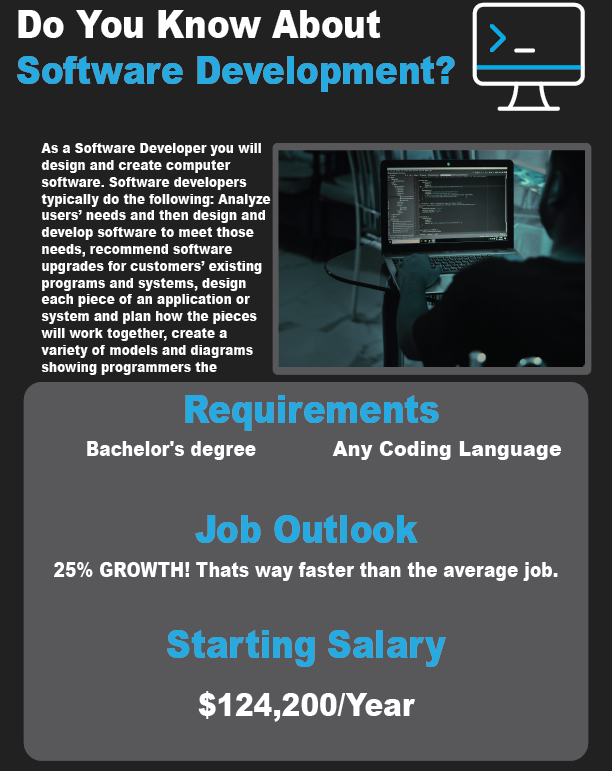 Do You Know About
Software Development?
As a Software Developer you will
design and create computer
software. Software developers
typically do the following: Analyze
users’ needs and then design and
develop software to meet those
needs, recommend software
upgrades for customers’ existing
programs and systems, design
each piece of an application or
system and plan how the pieces
will work together, create a
variety of models and diagrams
showing programmers the
Requirements
Bachelor's degree Any Coding Language
Job Outlook
25% GROWTH! Thats way faster than the average job.
Starting Salary
$124,200/Year